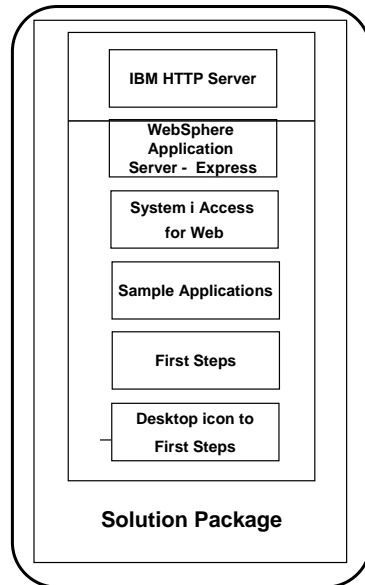 IBM HTTP Server
WebSphere
Application
Server - Express
System i Access
for Web
Sample Applications
First Steps
Desktop icon to
First Steps
Solution Package